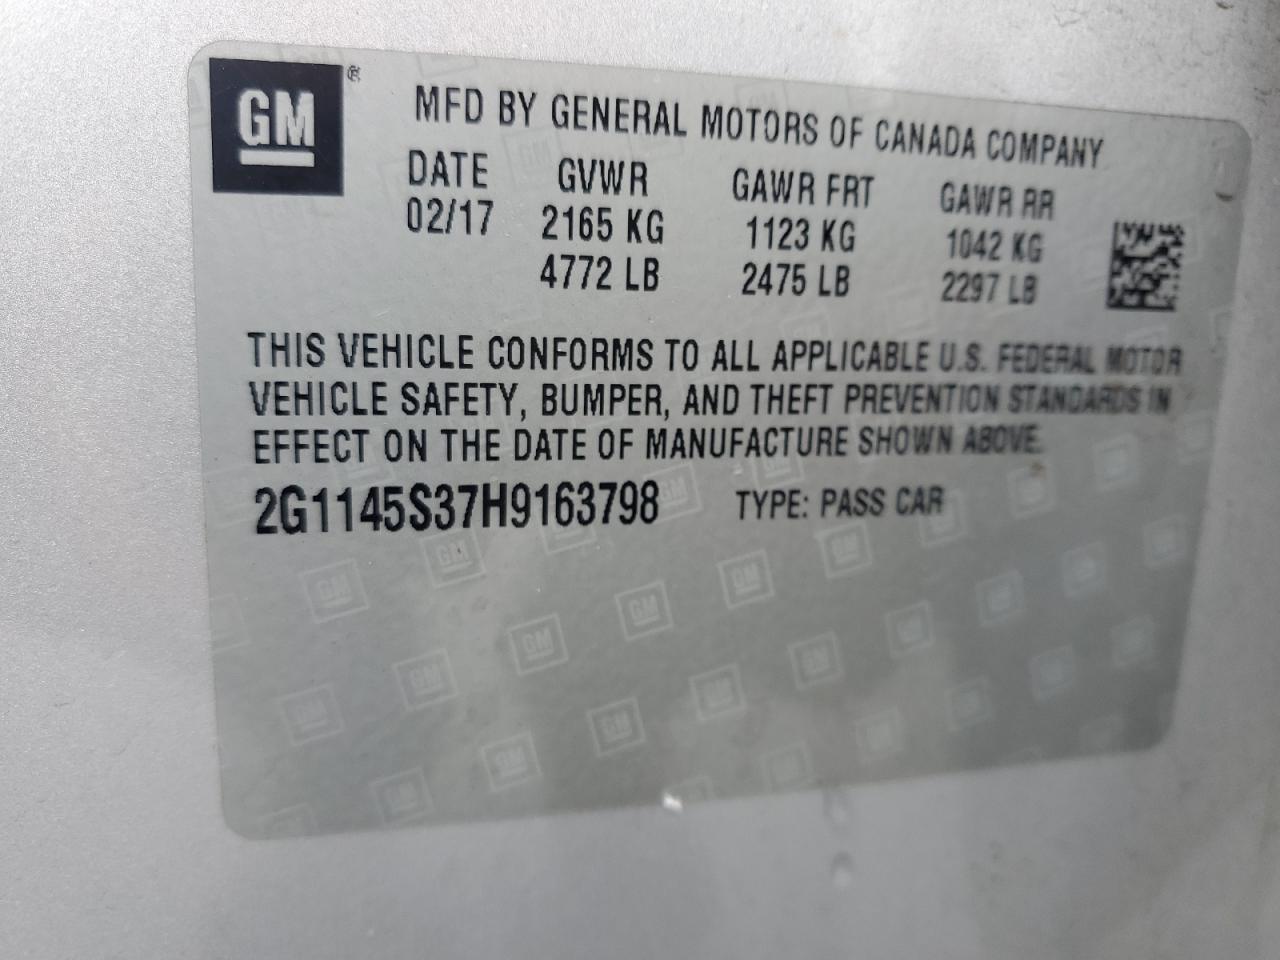 GM ®
MFD BY GENERAL MOTORS OF CANADA COMPANY
DATE GVWR GAWR FRT GAWR RR
02/17 2165 KG 1123 KG 1042 KG
4772 LB 2475 LB 2297 LB
THIS VEHICLE CONFORMS TO ALL APPLICABLE U.S. FEDERAL MOTOR
VEHICLE SAFETY, BUMPER, AND THEFT PREVENTION STANDARDS IN
EFFECT ON THE DATE OF MANUFACTURE SHOWN ABOVE.
2G1145S37H9163798 TYPE: PASS CAR